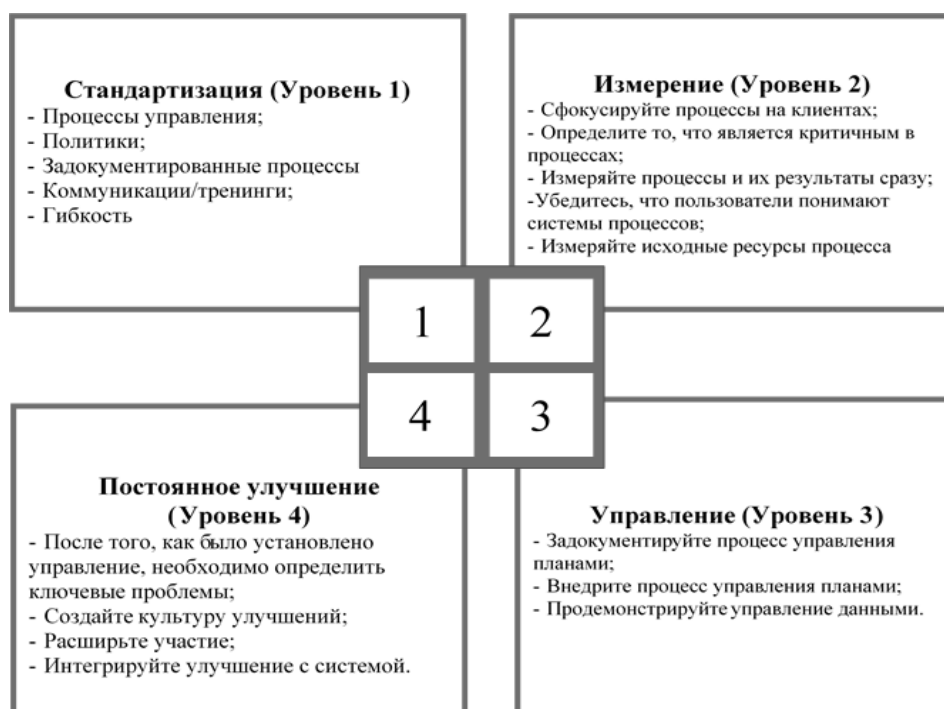 Стандартизация (Уровень 1)
- Процессы управления;
- Политики;
- Задокументированные процессы
- Коммуникации/тренинги;
- Гибкость
Измерение (Уровень 2)
- Сфокусируйте процессы на клиентах;
- Определите то, что является критичным в
процессах;
- Измеряйте процессы и их результаты сразу;
-Убедитесь, что пользователи понимают
системы процессов;
- Измеряйте исходные ресурсы процесса
1
2
4
3
Постоянное улучшение
(Уровень 4)
- После того, как было установлено
управление, необходимо определить
ключевые проблемы;
- Создайте культуру улучшений;
- Расширьте участие;
- Интегрируйте улучшение с системой.
Управление (Уровень 3)
- Задокументируйте процесс управления
планами;
- Внедрите процесс управления планами;
- Продемонстрируйте управление данными.